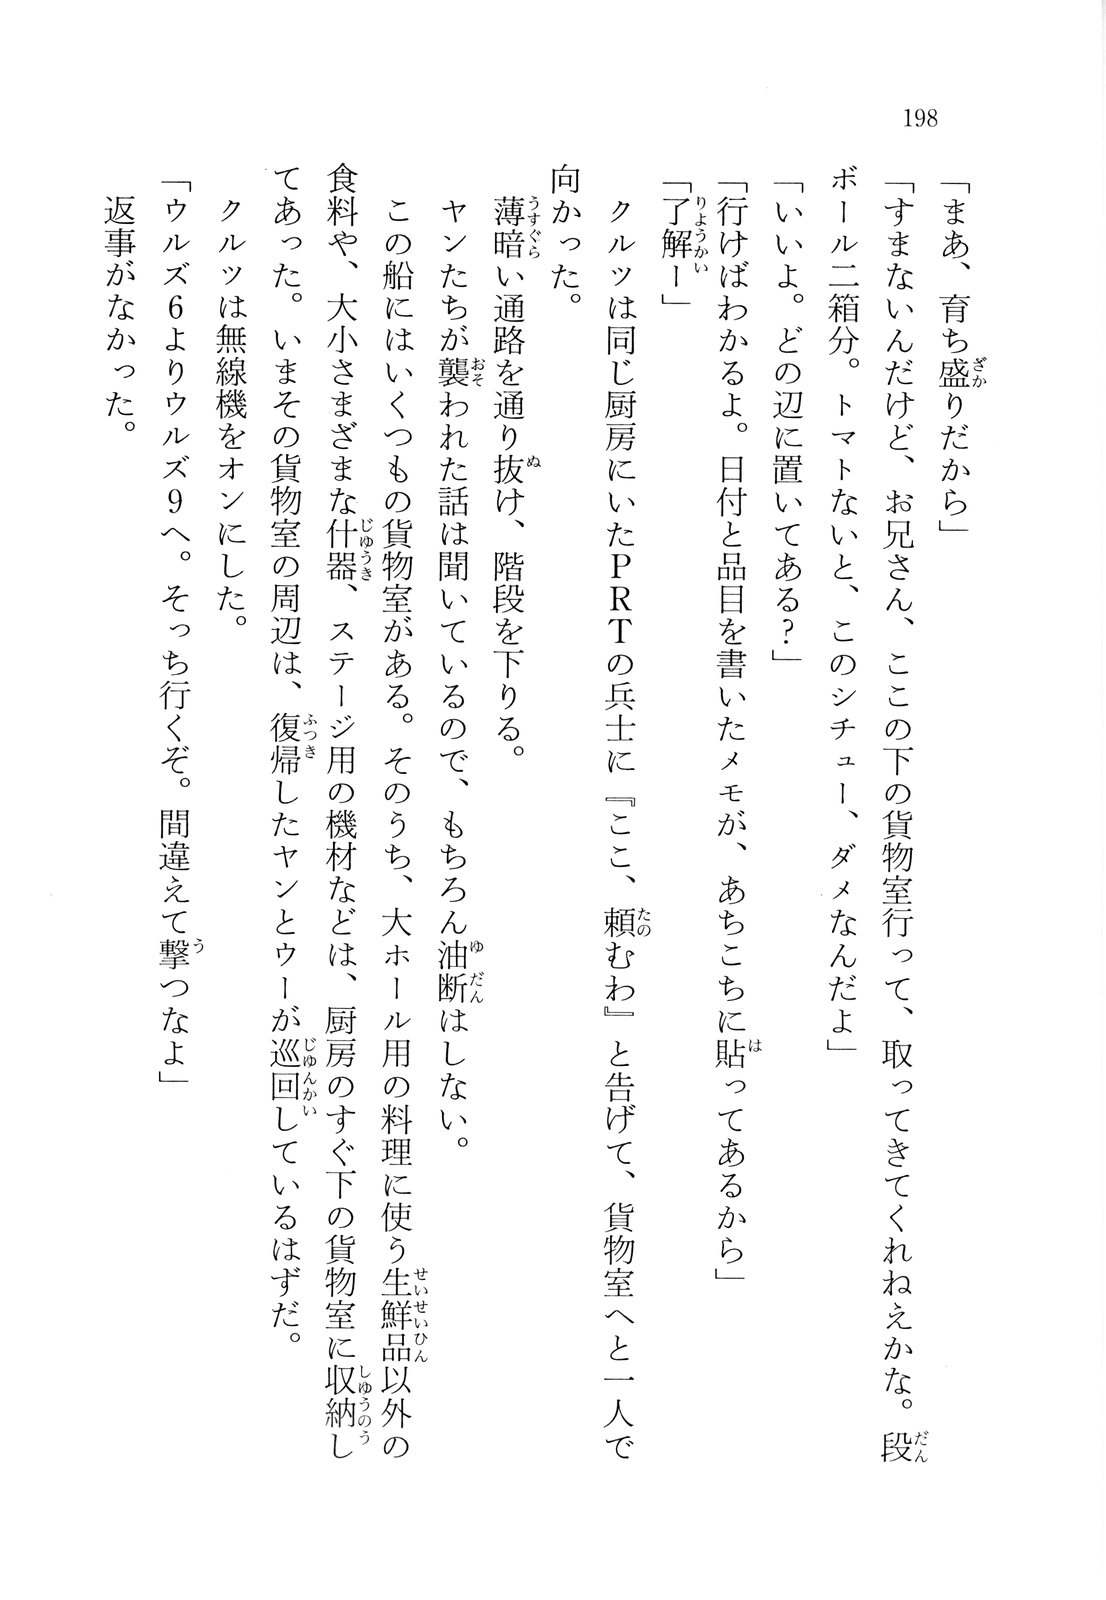 198
「まあ、育ち盛りだから」
「すまないんだけど、お兄さん、ここの下の貨物室行って、取ってきてくれねえかな。段
ボール二箱分。トマトないと、このシチュー、ダメなんだよ」
「いいよ。どの辺に置いてある?」
「行けばわかるよ。日付と品目を書いたメモが、あちこちに貼ってあるから」
「了解ー」
クルツは同じ厨房にいたＰＲＴの兵士に『ここ、頼むわ』と告げて、貨物室へと一人で
向かった。
薄暗い通路を通り抜け、階段を下りる。
ヤンたちが襲われた話は聞いているので、もちろん油断はしない。
この船にはいくつもの貨物室がある。そのうち、大ホール用の料理に使う生鮮品以外の
食料や、大小さまざまな什器、ステージ用の機材などは、厨房のすぐ下の貨物室に収納し
てあった。いまその貨物室の周辺は、復帰したヤンとウーが巡回しているはずだ。
クルツは無線機をオンにした。
「ウルズ６よりウルズ９へ。そっち行くぞ。間違えて撃つなよ」
返事がなかった。